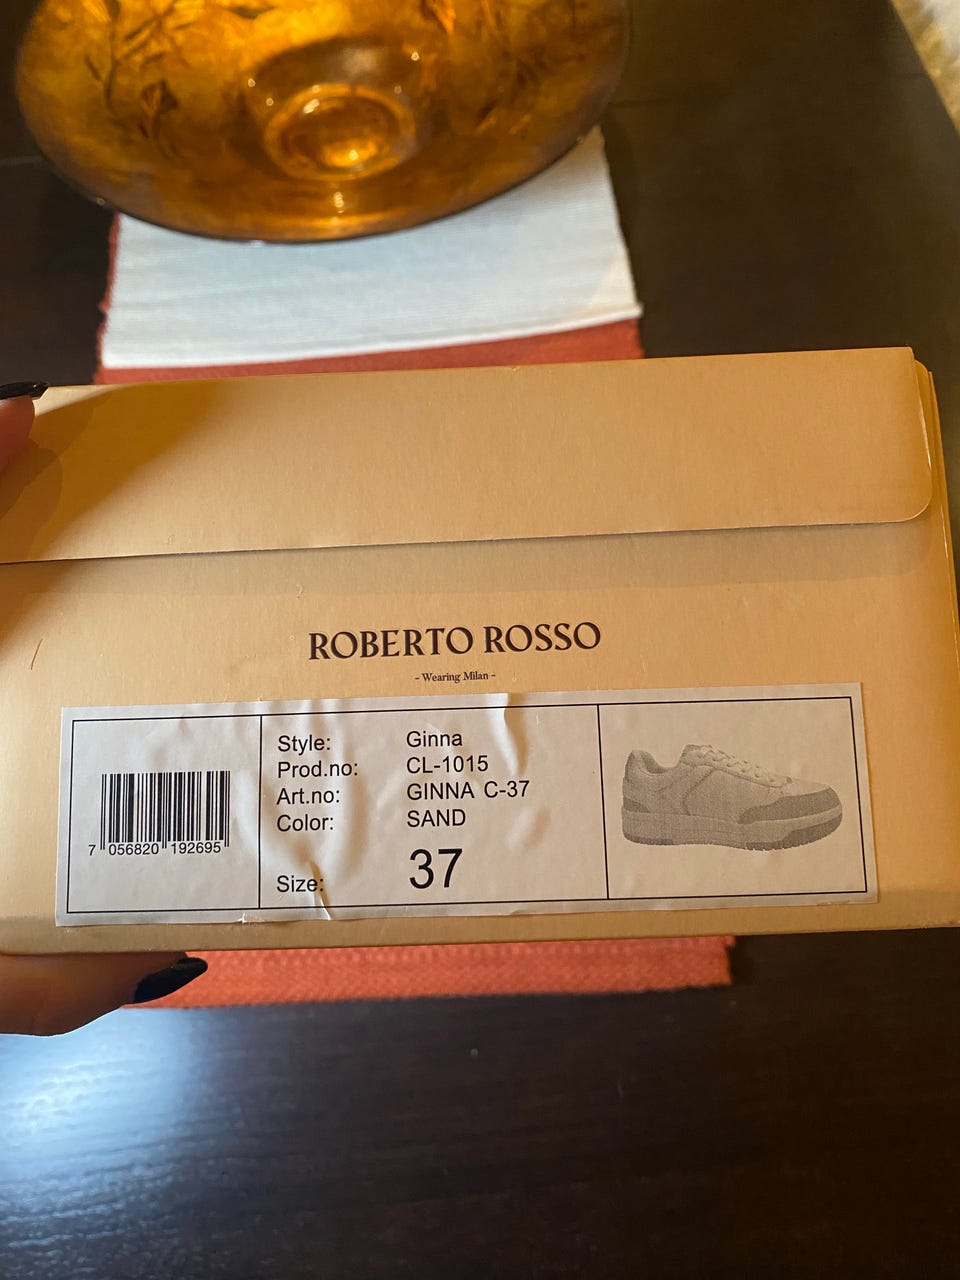 ROBERTO ROSSO
- Wearing Milan -
Style: Ginna
Prod.no: CL-1015
Art.no: GINNA C-37
Color: SAND
Size: 37
7 056820 192695